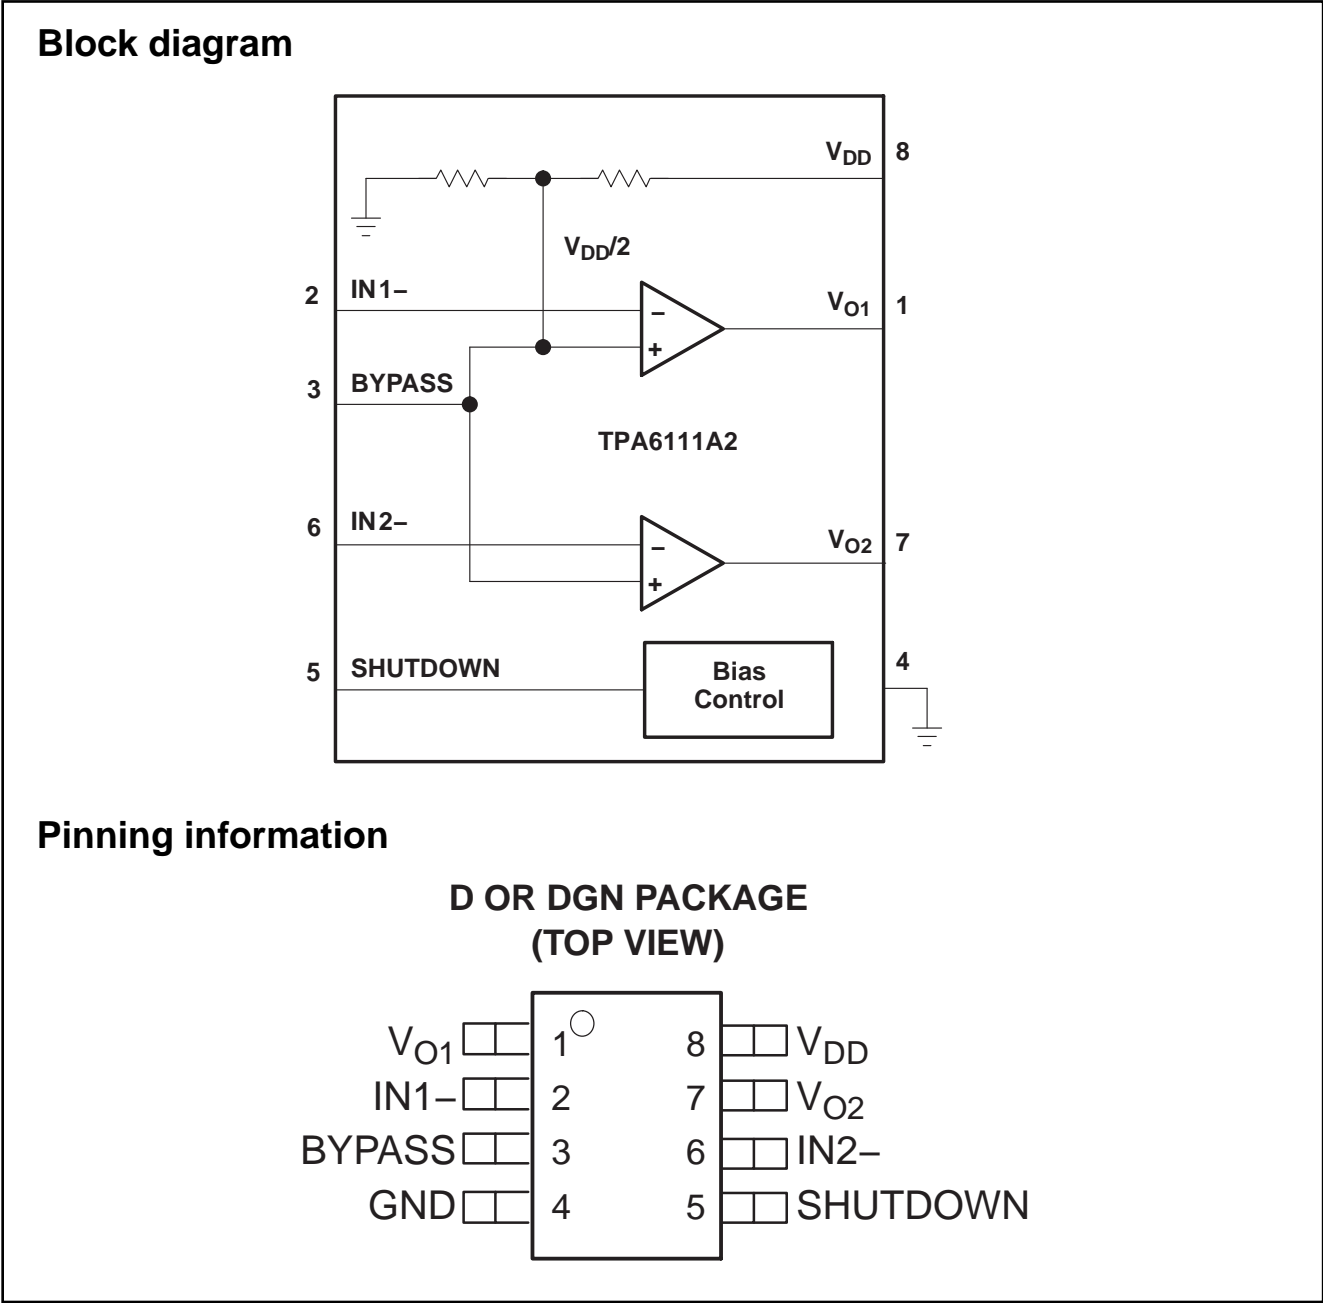 Block diagram
VDD 8
VDD/2
2 IN1–
VO1 1
–
+
3 BYPASS
TPA6111A2
6 IN2–
VO2 7
–
+
5 SHUTDOWN
Bias
Control
4
Pinning information
D OR DGN PACKAGE
(TOP VIEW)
VO1 1 8 VDD
IN1– 2 7 VO2
BYPASS 3 6 IN2–
GND 4 5 SHUTDOWN